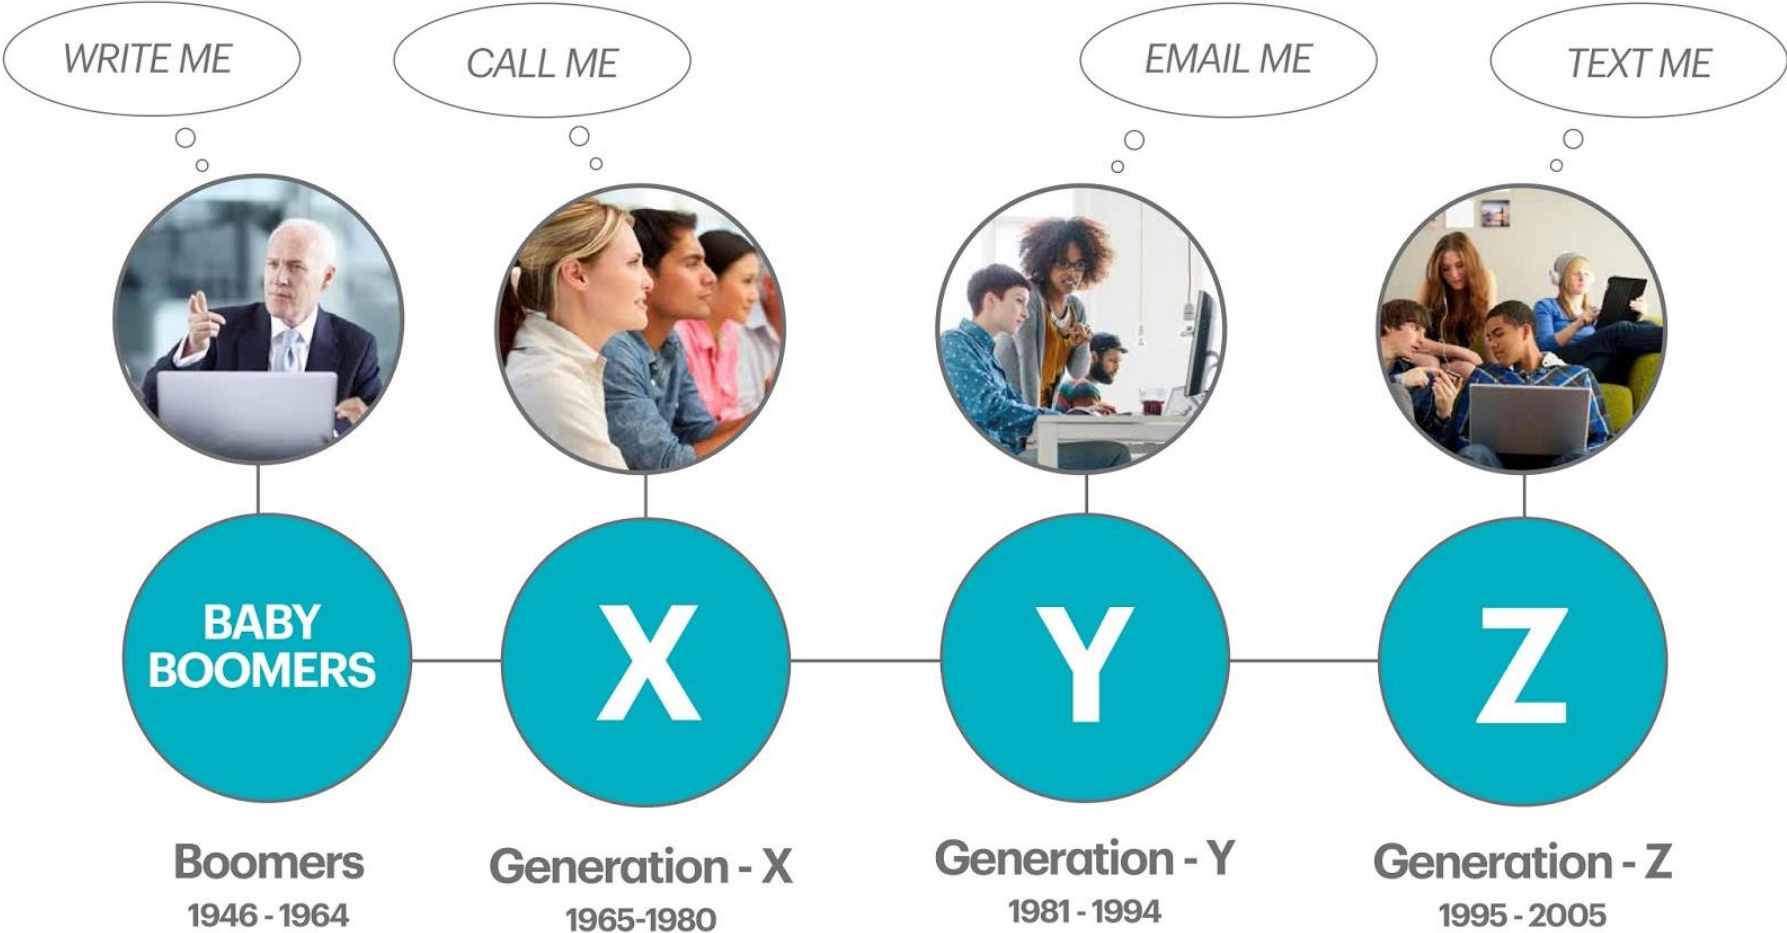 WRITE ME
CALL ME
EMAIL ME
TEXT ME
BABY
BOOMERS
X
Y
Z
Boomers
1946 - 1964
Generation - X
1965-1980
Generation - Y
1981 - 1994
Generation - Z
1995 - 2005